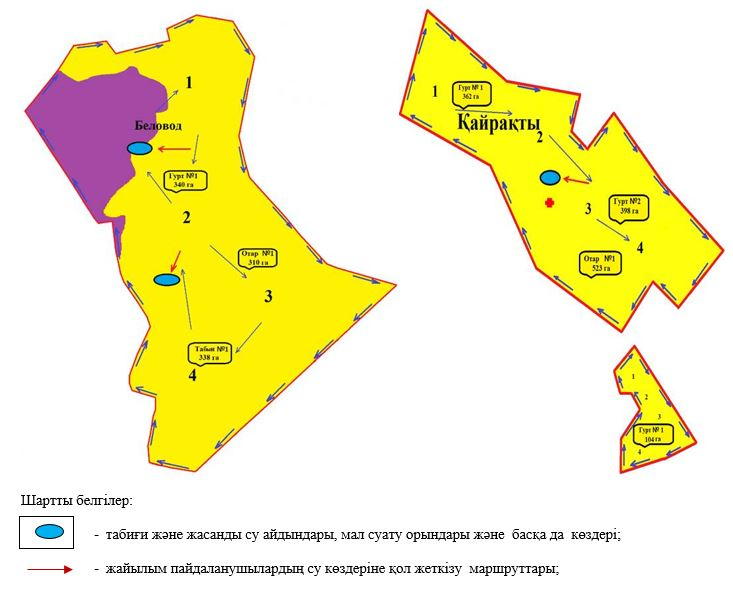 1
Беловод
Гурт №1
340 га
2
Отар №1
310 га
3
Табын №1
338 га
4
1
Гурт № 1
362 га
Қайрақты
2
3
Гурт №2
398 га
4
Отар №1
523 га
1
2
3
Гурт № 1
104 га
4
Шартты белгілер:
- табиғи және жасанды су айдындары, мал суату орындары және басқа да көздері;
- жайылым пайдаланушылардың су көздеріне қол жеткізу маршруттары;